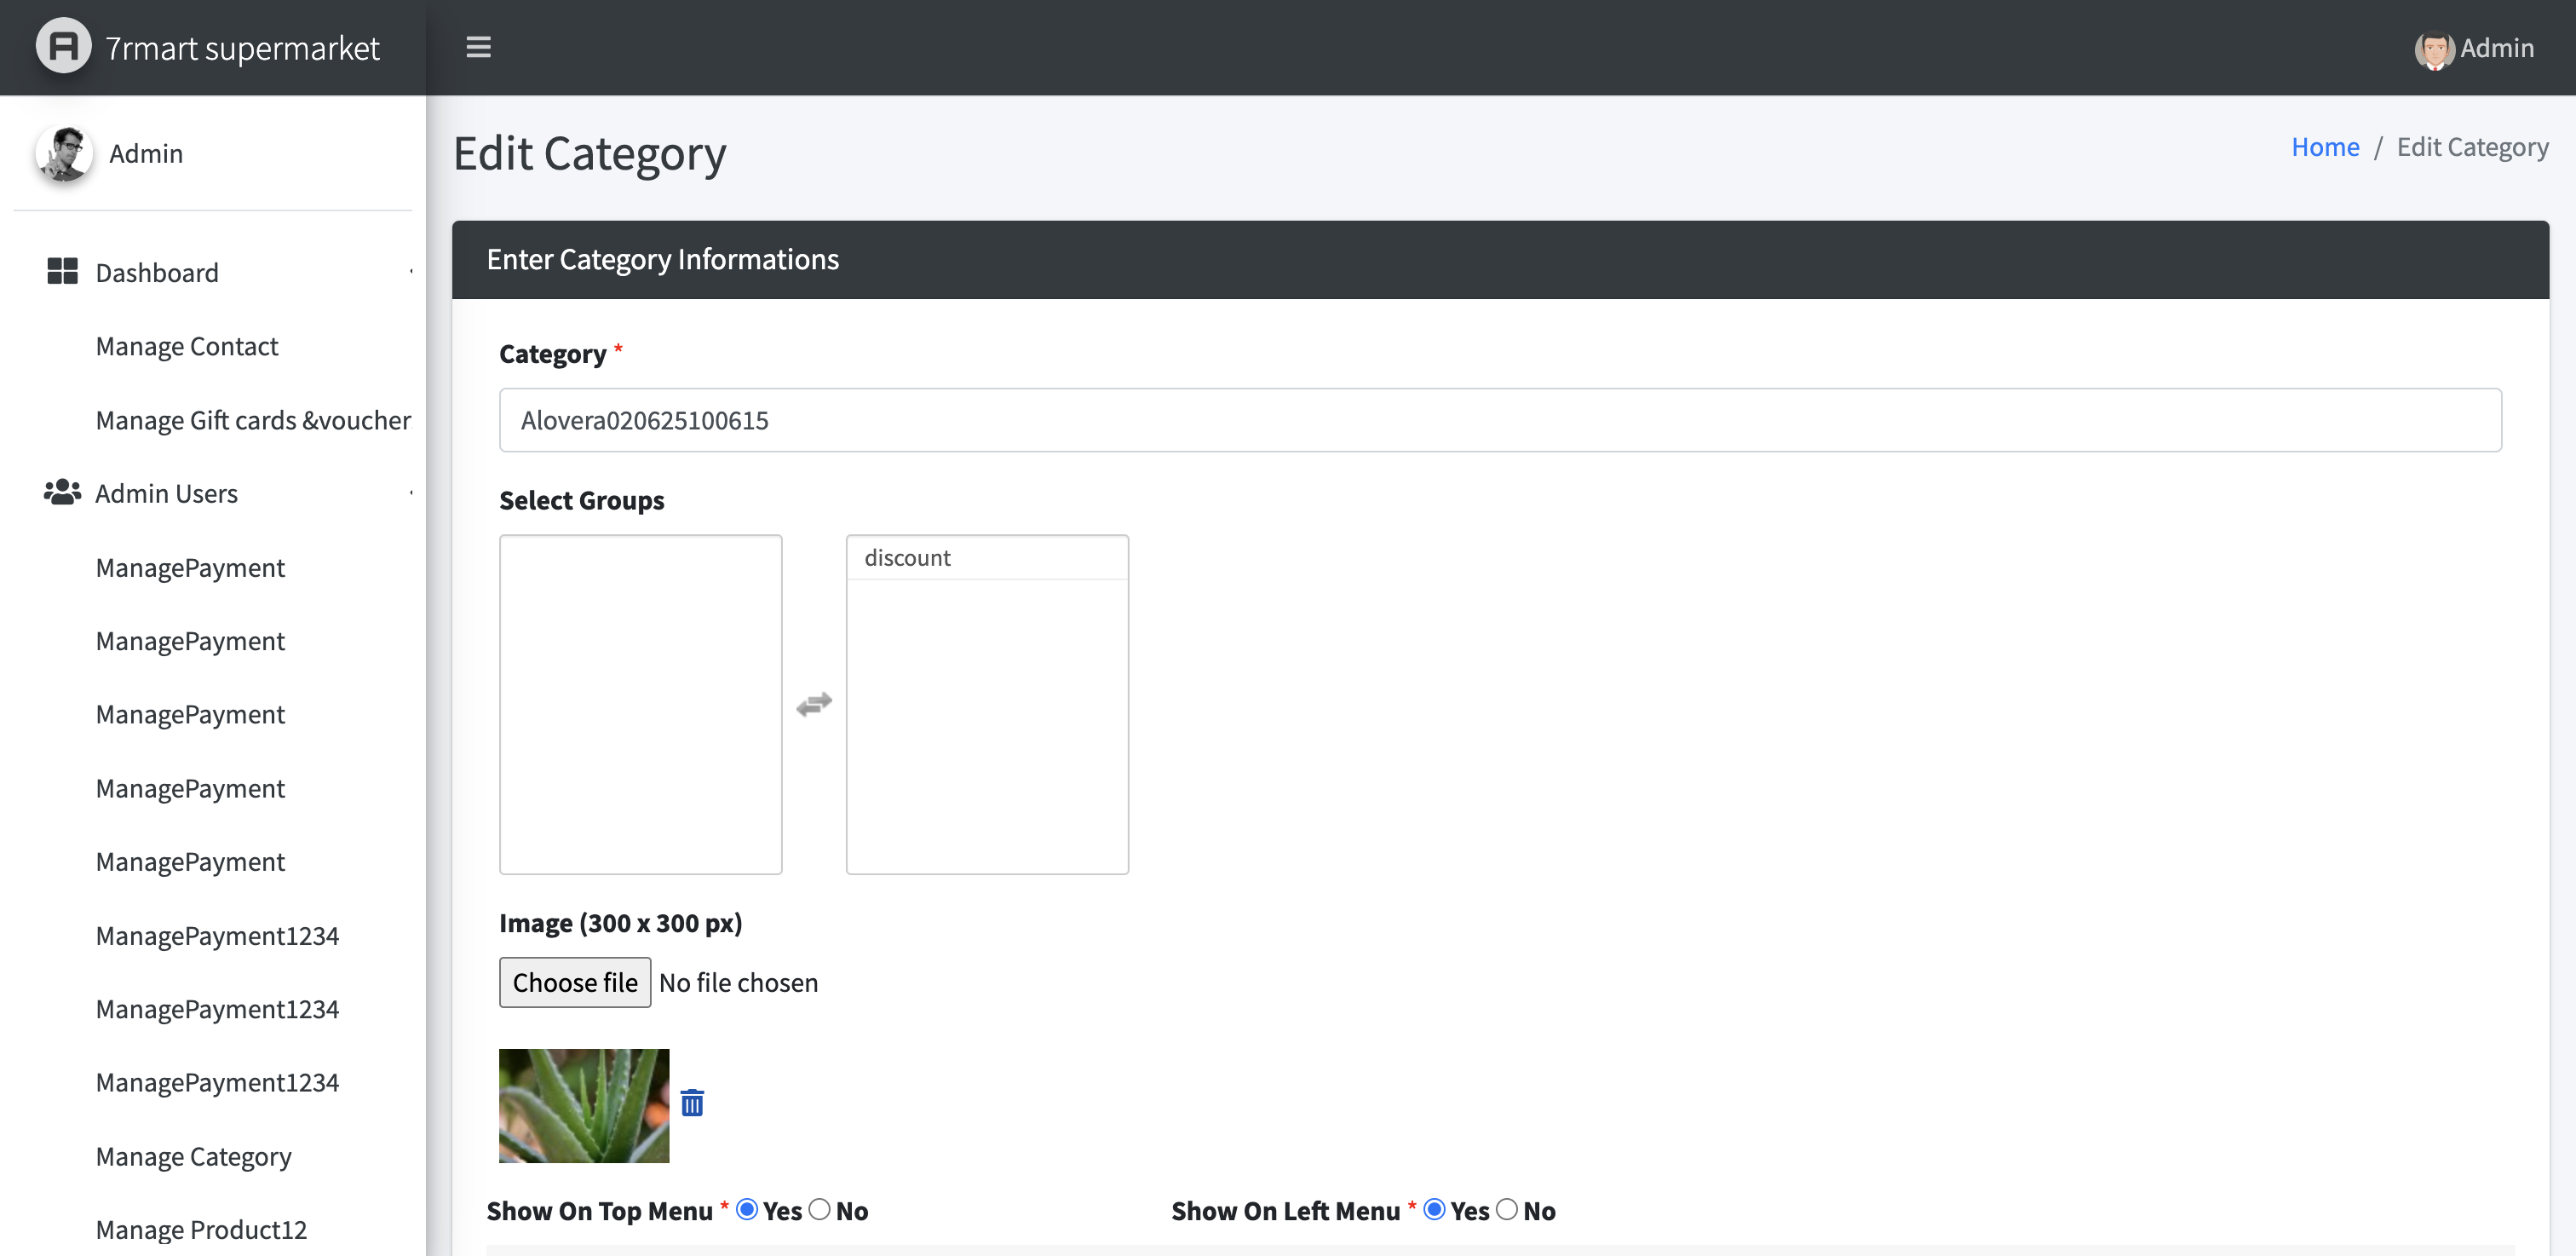 7rmart supermarket
Admin
Admin
Dashboard
Manage Contact
Manage Gift cards &voucher
Admin Users
ManagePayment
ManagePayment
ManagePayment
ManagePayment
ManagePayment
ManagePayment1234
ManagePayment1234
ManagePayment1234
Manage Category
Manage Product12
Edit Category
Home / Edit Category
Enter Category Informations
Category *
Alovera020625100615
Select Groups
discount
Image (300 x 300 px)
Choose file No file chosen
Show On Top Menu * Yes No
Show On Left Menu * Yes No